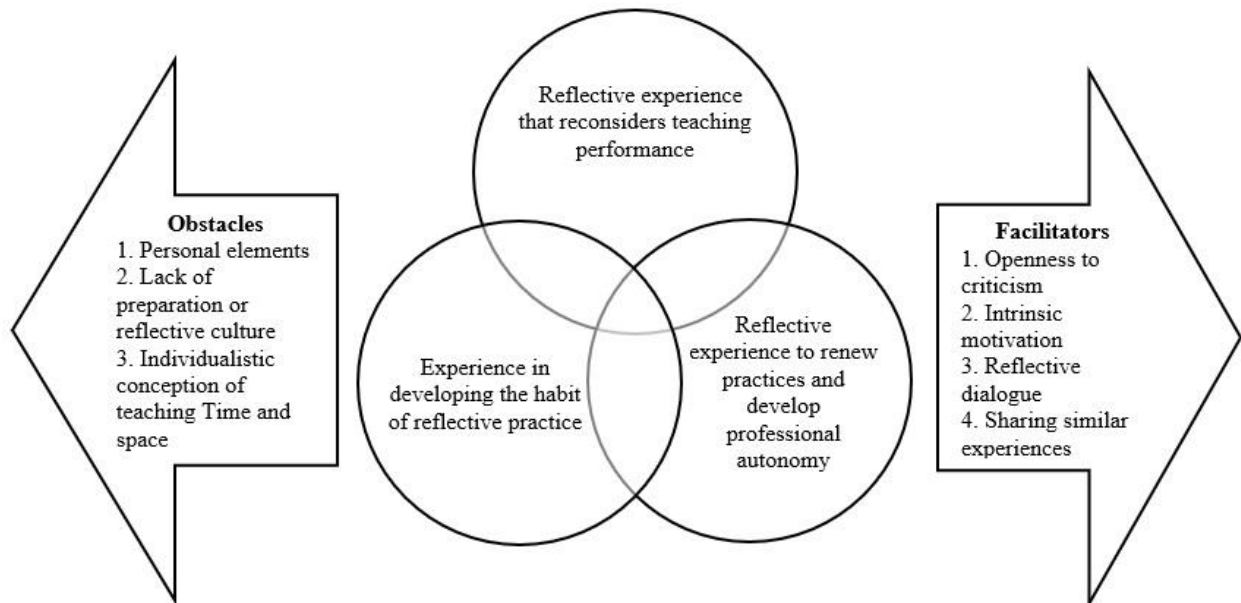 Reflective experience
that reconsiders teaching
performance
Obstacles
1. Personal elements
2. Lack of
preparation or
reflective culture
3. Individualistic
conception of
teaching Time and
space
Experience in
developing the habit
of reflective practice
Reflective
experience to renew
practices and
develop
professional
autonomy
Facilitators
1. Openness to
criticism
2. Intrinsic
motivation
3. Reflective
dialogue
4. Sharing similar
experiences